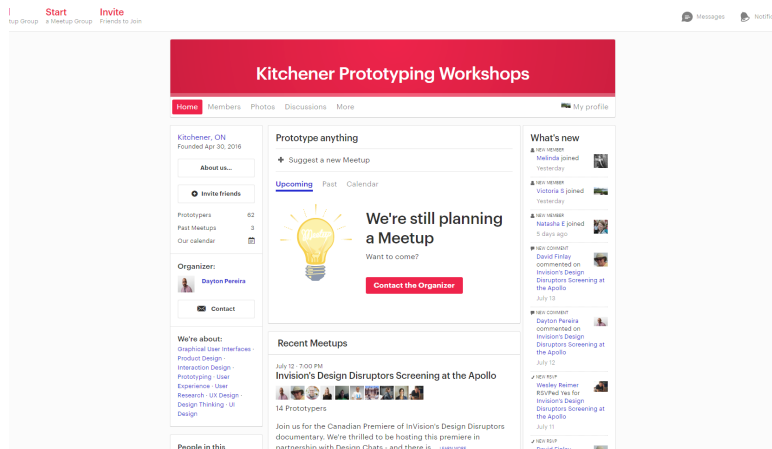 tup Group
Start
a Meetup Group
Invite
Friends to Join
Messages
Notific
Kitchener Prototyping Workshops
Home
Members
Photos
Discussions
More
My profile
Kitchener, ON
Founded Apr 30, 2016
About us...
Invite friends
Prototypers 62
Past Meetups 3
Our calendar
Organizer:
Dayton Pereira
Contact
We're about:
Graphical User Interfaces ·
Product Design ·
Interaction Design ·
Prototyping · User
Experience · User
Research · UX Design ·
Design Thinking · UI
Design
People in this
Prototype anything
+ Suggest a new Meetup
Upcoming
Past
Calendar
Meetup
We're still planning
a Meetup
Want to come?
Contact the Organizer
Recent Meetups
July 12 · 7:00 PM
Invision's Design Disruptors Screening at the Apollo
14 Prototypers
Join us for the Canadian Premiere of InVision's Design Disruptors
documentary. We're thrilled to be hosting this premiere in
partnership with Design Chats - and there is
What's new
NEW MEMBER
Melinda joined
Yesterday
NEW MEMBER
Victoria S joined
Yesterday
NEW MEMBER
Natasha E joined
5 days ago
NEW COMMENT
David Finlay
commented on
Invision's Design
Disruptors Screening at
the Apollo
July 13
NEW COMMENT
Dayton Pereira
commented on
Invision's Design
Disruptors Screening at
the Apollo
July 12
NEW RSVP
Wesley Reimer
RSVPed Yes for
Invision's Design
Disruptors Screening at
the Apollo
July 11
NEW RSVP
David Finlay